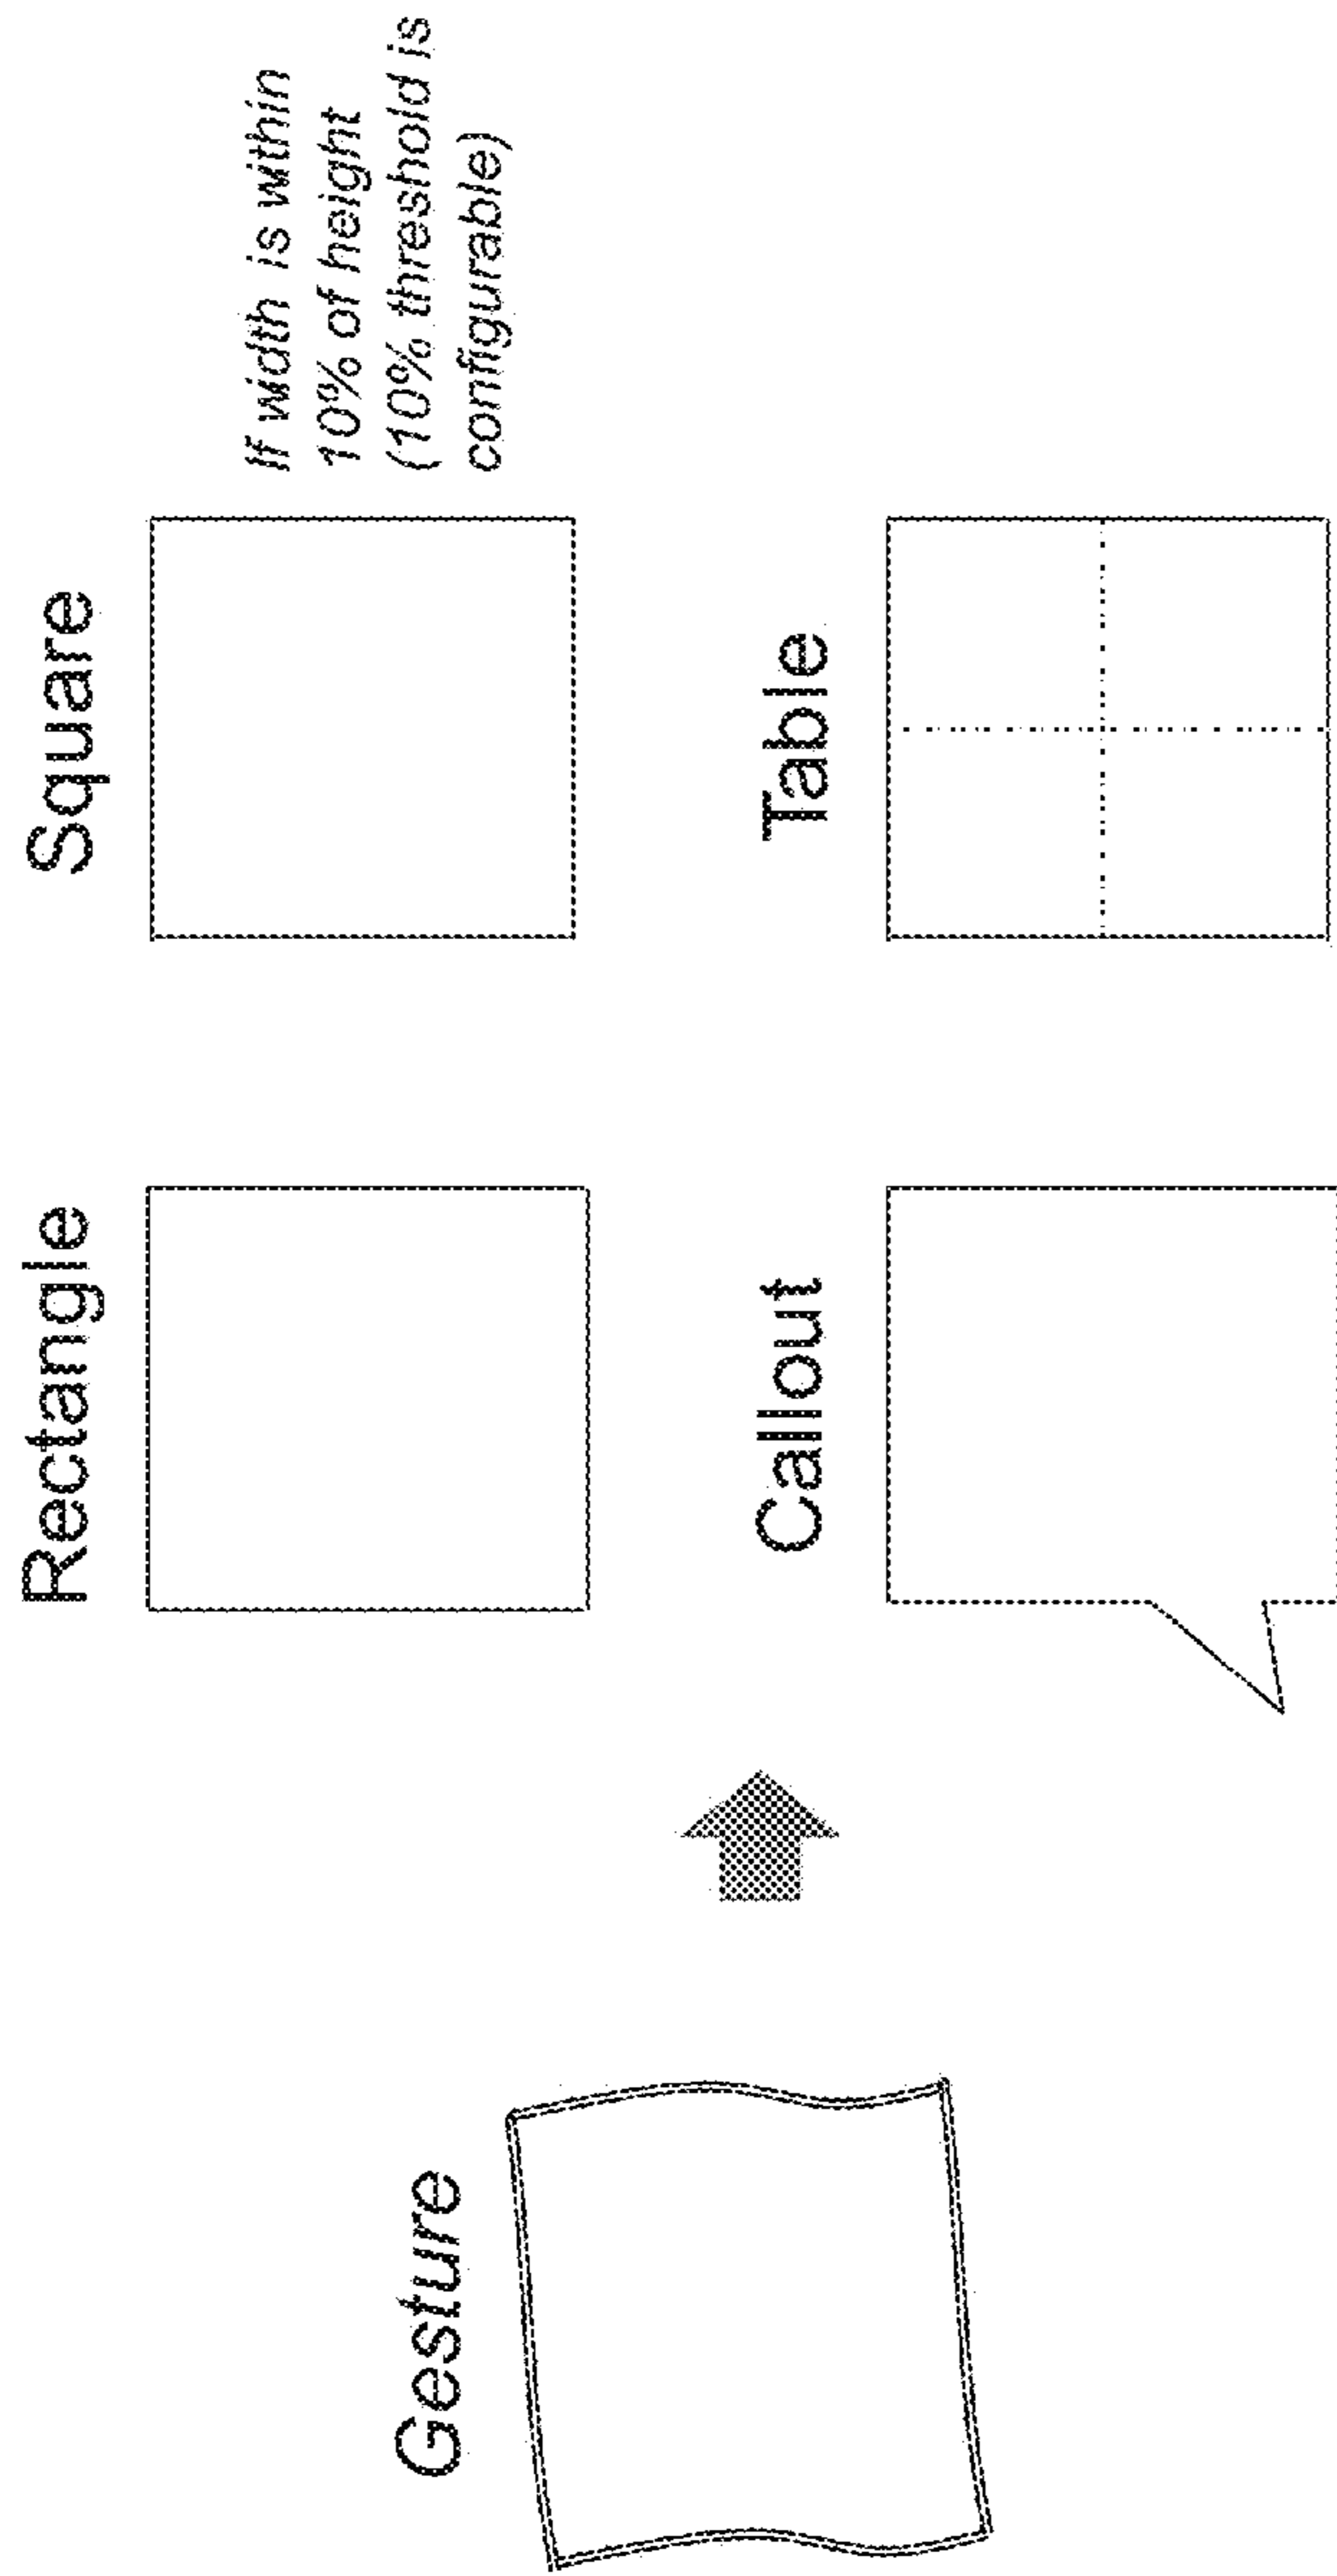 Gesture
Rectangle
Square
If width is within
10% of height
(10% threshold is
configurable)
Callout
Table